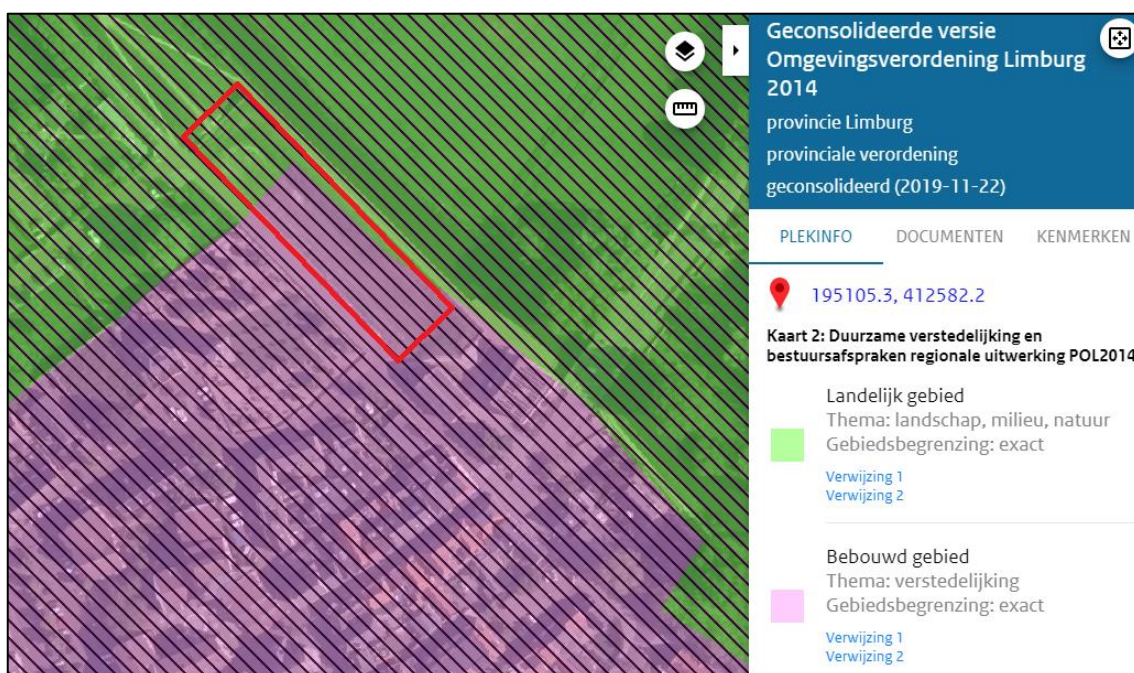 Geconsolideerde versie
Omgevingsverordening Limburg
2014
provincie Limburg
provinciale verordening
geconsolideerd (2019-11-22)
PLEKINFO DOCUMENTEN KENMERKEN
195105.3, 412582.2
Kaart 2: Duurzame verstedelijking en
bestuursafspraken regionale uitwerking POL2014
Landelijk gebied
Thema: landschap, milieu, natuur
Gebiedsbegrenzing: exact
Verwijzing 1
Verwijzing 2
Bebouwd gebied
Thema: verstedelijking
Gebiedsbegrenzing: exact
Verwijzing 1
Verwijzing 2